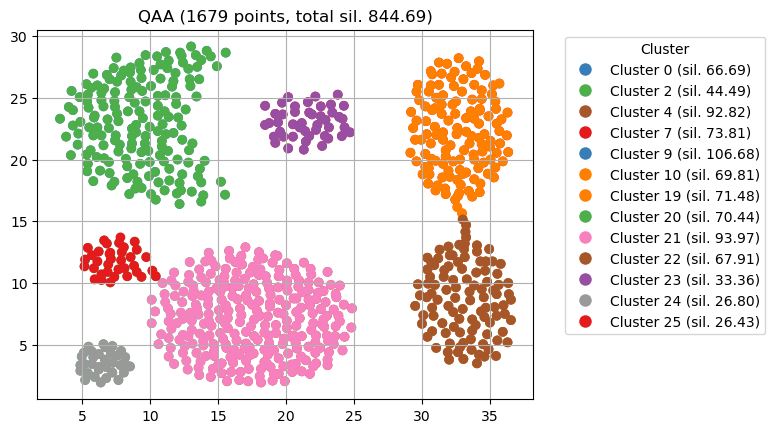 QAA (1679 points, total sil. 844.69)
30
25
20
15
10
5
5 10 15 20 25 30 35
Cluster
Cluster 0 (sil. 66.69)
Cluster 2 (sil. 44.49)
Cluster 4 (sil. 92.82)
Cluster 7 (sil. 73.81)
Cluster 9 (sil. 106.68)
Cluster 10 (sil. 69.81)
Cluster 19 (sil. 71.48)
Cluster 20 (sil. 70.44)
Cluster 21 (sil. 93.97)
Cluster 22 (sil. 67.91)
Cluster 23 (sil. 33.36)
Cluster 24 (sil. 26.80)
Cluster 25 (sil. 26.43)